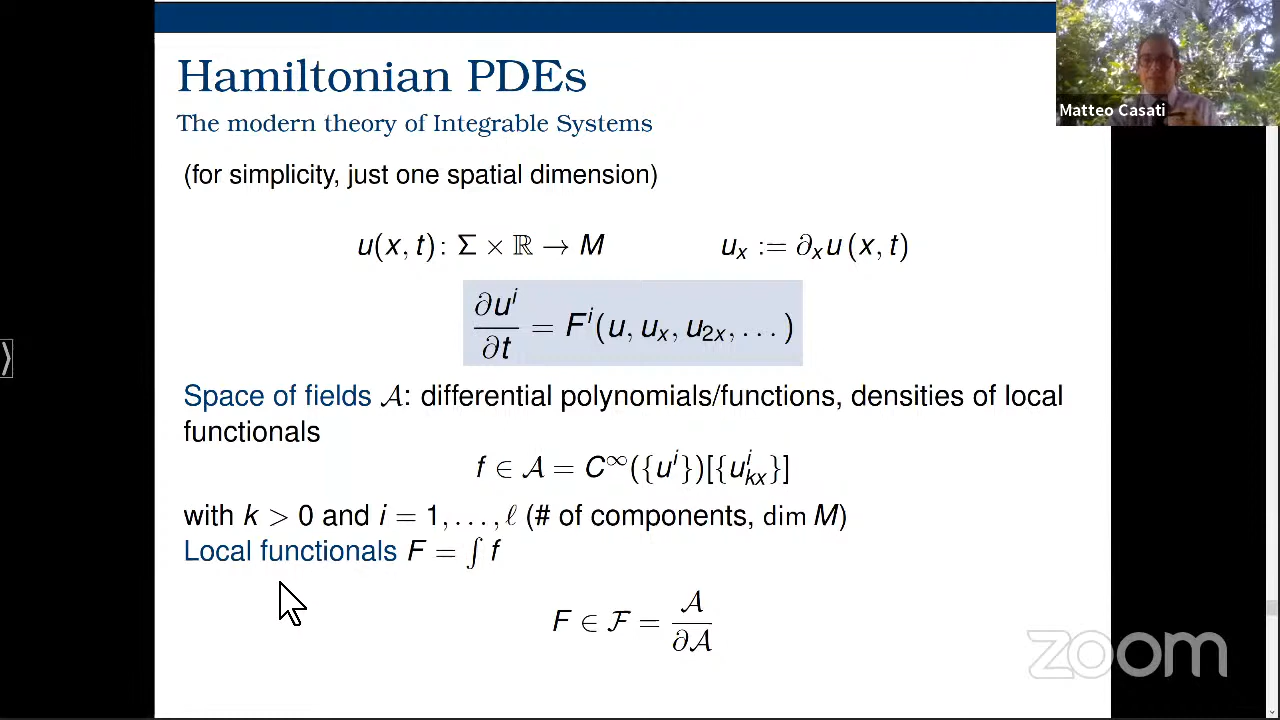 Hamiltonian PDEs
The modern theory of Integrable Systems
Matteo Casati
(for simplicity, just one spatial dimension)
u(x, t): Σ × ℝ → M    u_x := ∂_x u (x, t)
∂u^i/∂t = F^i(u, u_x, u_{2x}, . . . )
Space of fields 𝒜: differential polynomials/functions, densities of local
functionals
f ∈ 𝒜 = C^∞({u^i})[{u^i_{kx}}]
with k > 0 and i = 1, . . . , ℓ (# of components, dim M)
Local functionals F = ∫ f
F ∈ ℱ = 𝒜/∂𝒜
zoom